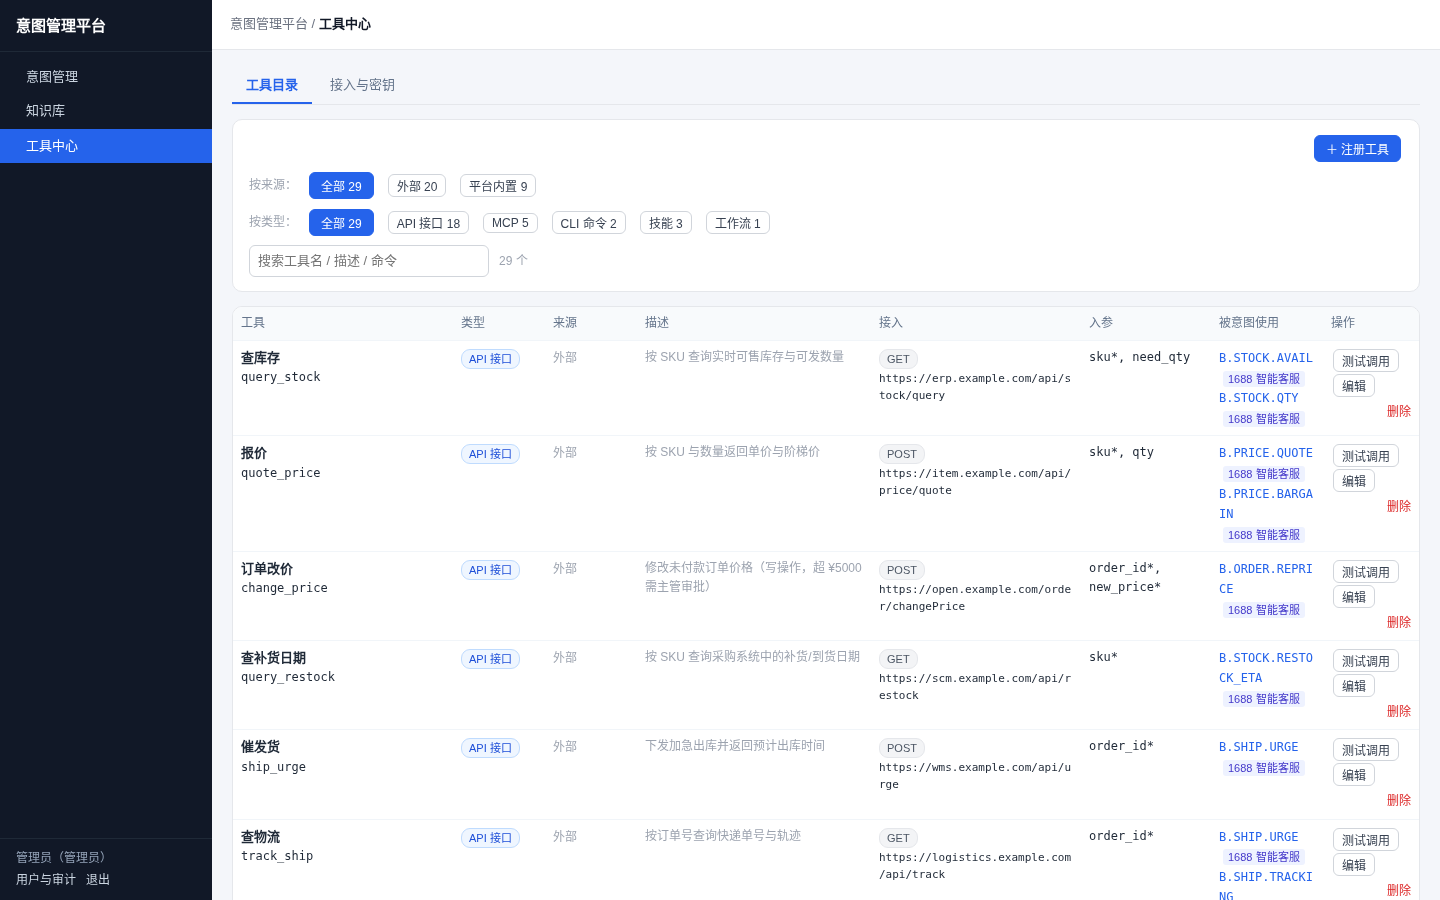 意图管理平台
意图管理
知识库
工具中心
管理员（管理员）
用户与审计 退出
意图管理平台 / 工具中心
工具目录 接入与密钥
＋ 注册工具
按来源： 全部 29 外部 20 平台内置 9
按类型： 全部 29 API 接口 18 MCP 5 CLI 命令 2 技能 3 工作流 1
搜索工具名 / 描述 / 命令 29 个
工具 类型 来源 描述 接入 入参 被意图使用 操作
查库存
query_stock
API 接口
外部
按 SKU 查询实时可售库存与可发数量
GET
https://erp.example.com/api/s
tock/query
sku*, need_qty
B.STOCK.AVAIL
1688 智能客服
B.STOCK.QTY
1688 智能客服
测试调用
编辑
删除
报价
quote_price
API 接口
外部
按 SKU 与数量返回单价与阶梯价
POST
https://item.example.com/api/
price/quote
sku*, qty
B.PRICE.QUOTE
1688 智能客服
B.PRICE.BARGA
IN
1688 智能客服
测试调用
编辑
删除
订单改价
change_price
API 接口
外部
修改未付款订单价格（写操作，超 ¥5000
需主管审批）
POST
https://open.example.com/orde
r/changePrice
order_id*,
new_price*
B.ORDER.REPRI
CE
1688 智能客服
测试调用
编辑
删除
查补货日期
query_restock
API 接口
外部
按 SKU 查询采购系统中的补货/到货日期
GET
https://scm.example.com/api/r
estock
sku*
B.STOCK.RESTO
CK_ETA
1688 智能客服
测试调用
编辑
删除
催发货
ship_urge
API 接口
外部
下发加急出库并返回预计出库时间
POST
https://wms.example.com/api/u
rge
order_id*
B.SHIP.URGE
1688 智能客服
测试调用
编辑
删除
查物流
track_ship
API 接口
外部
按订单号查询快递单号与轨迹
GET
https://logistics.example.com
/api/track
order_id*
B.SHIP.URGE
1688 智能客服
B.SHIP.TRACKI
NG
测试调用
编辑
删除